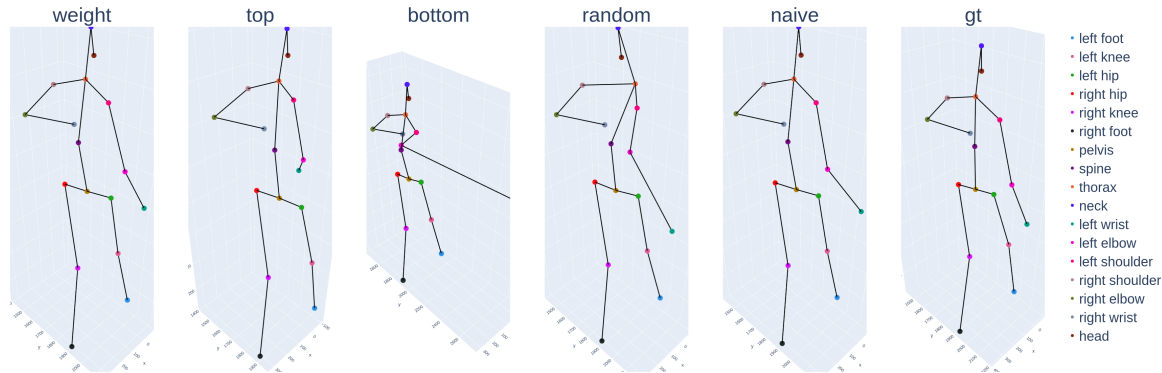 weight top bottom random naive gt
left foot
left knee
left hip
right hip
right knee
right foot
pelvis
spine
thorax
neck
left wrist
left elbow
left shoulder
right shoulder
right elbow
right wrist
head